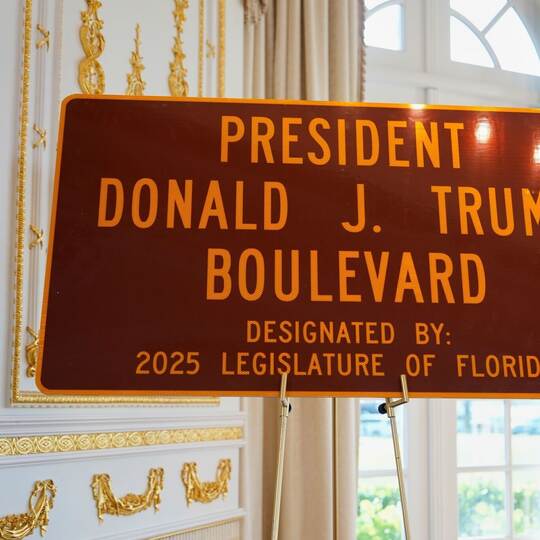 PRESIDENT
DONALD J. TRUM
BOULEVARD
DESIGNATED BY:
2025 LEGISLATURE OF FLORID